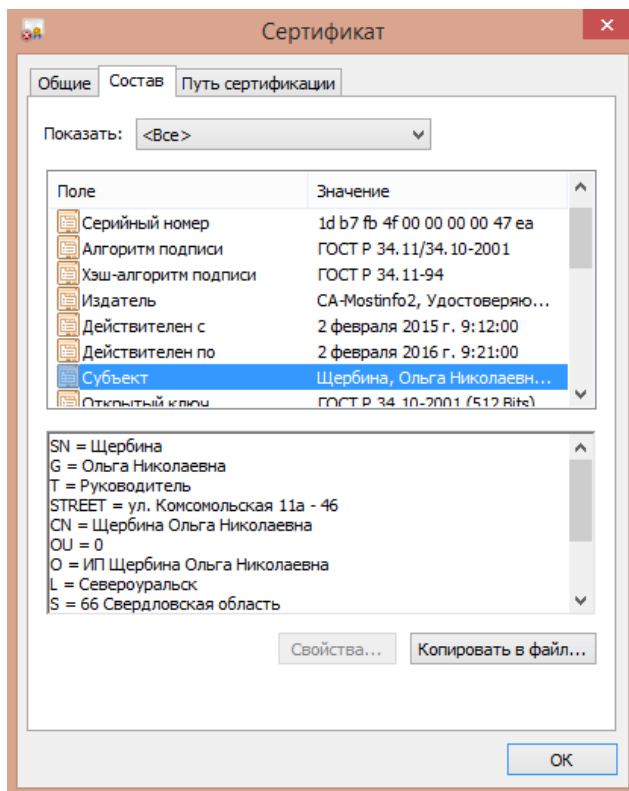 Сертификат
Общие Состав Путь сертификации
Показать: <Все>
Поле Значение
Серийный номер 1d b7 fb 4f 00 00 00 00 47 ea
Алгоритм подписи ГОСТ Р 34.11/34.10-2001
Хэш-алгоритм подписи ГОСТ Р 34.11-94
Издатель CA-Mostinfo2, Удостоверяю...
Действителен с 2 февраля 2015 г. 9:12:00
Действителен по 2 февраля 2016 г. 9:21:00
Субъект Щербина, Ольга Николаевн...
Открытый ключ ГОСТ Р 34.10-2001 (512 Bits)
SN = Щербина
G = Ольга Николаевна
T = Руководитель
STREET = ул. Комсомольская 11а - 46
CN = Щербина Ольга Николаевна
OU = 0
O = ИП Щербина Ольга Николаевна
L = Североуральск
S = 66 Свердловская область
Свойства... Копировать в файл...
ОК